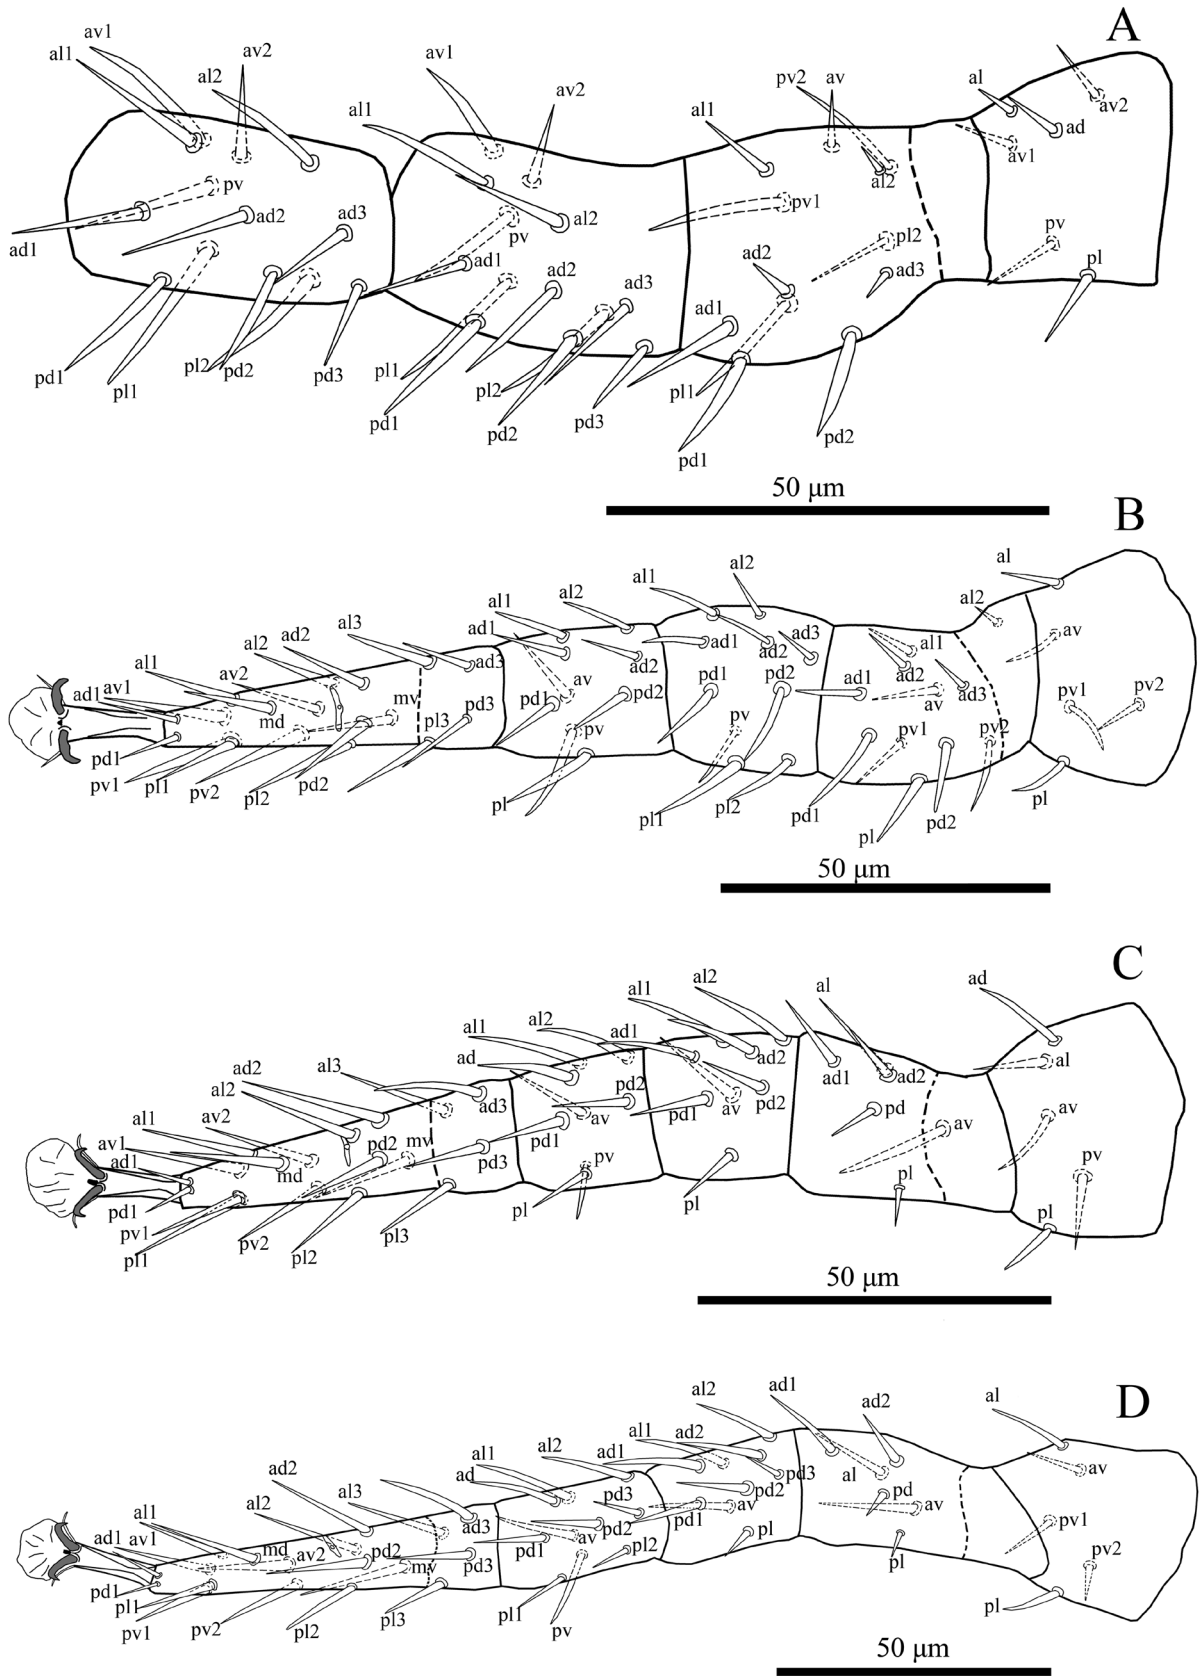 A
av1 av2 av1 pv2 av
al1 al2 al1 av2 al1 al av2
ad
av1
al2
pv ad2 ad3 al2 pv1
ad1 pv pl2 pv
ad1 ad2 ad2 ad3 pl
ad3 ad1
pd1 pl1 pl2 pd2 pd3 pl1 pl2 pl1
pd1 pd2 pd3 pd1 pd2
50 μm
B
al1 al2 al
al3 al1 al2 al2
ad2 ad1 ad1 ad3 al1 av
al2 ad3 ad2 ad2 ad2
al1 av2 av pd1 pd2 ad1 av ad3 pv1 pv2
ad1 av1 md mv pl3 pd3 pd1 pd2 pv pv pv1 pv2
pd1
pv1 pl1 pv2 pl2 pd2 pl pl1 pl2 pd1 pl pd2 pl
50 μm
C
al1 al2 al ad
al1 al2 ad1 ad2 ad1 ad2 al
ad2 al3 ad pd2 pd1 av pd2
al2 ad3 av pd av
al1 av2 pd2 mv pd1
av1 md pd3 pv pv
ad1
pd1 pl pl pl pl
pv1 pv2 pl3
pl1 pl2
50 μm
D
al2 ad1 ad2 al
al1 ad2
al1 al2 ad1 pd3 al av
ad2 ad pd3 pd2 pd
al2 al3 ad3 pd2 pd1 av av pv1
al1 av pl
ad1 av1 md av2 pd2 mv pd3 pd1 pl2 pl pv2
pd1
pl1 pv2 pl3 pl1 pl
pv1 pl2 pv
50 μm